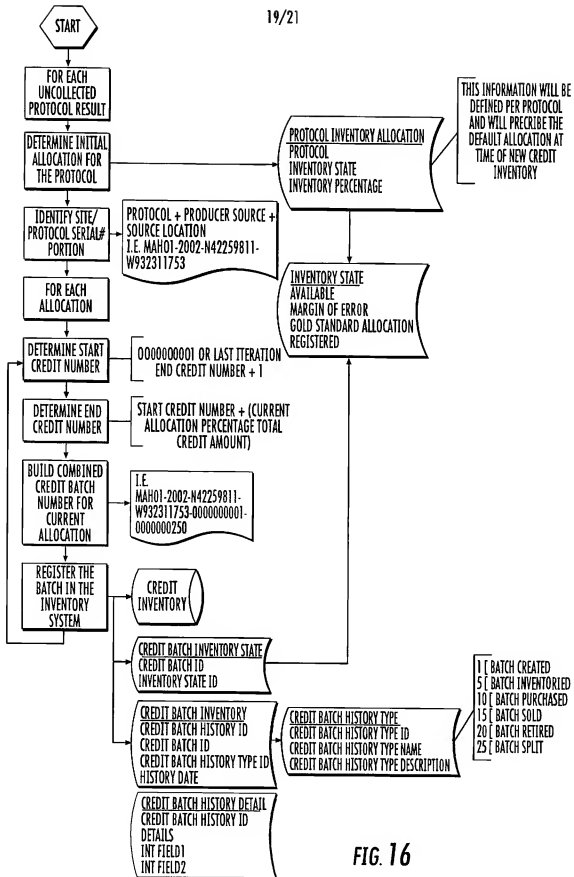 19/21
START
FOR EACH
UNCOLLECTED
PROTOCOL RESULT
DETERMINE INITIAL
ALLOCATION FOR
THE PROTOCOL
PROTOCOL INVENTORY ALLOCATION
PROTOCOL
INVENTORY STATE
INVENTORY PERCENTAGE
THIS INFORMATION WILL BE
DEFINED PER PROTOCOL
AND WILL PRECRIBE THE
DEFAULT ALLOCATION AT
TIME OF NEW CREDIT
INVENTORY
IDENTIFY SITE/
PROTOCOL SERIAL#
PORTION
PROTOCOL + PRODUCER SOURCE +
SOURCE LOCATION
I.E. MAH01-2002-N42259811-
W932311753
FOR EACH
ALLOCATION
INVENTORY STATE
AVAILABLE
MARGIN OF ERROR
GOLD STANDARD ALLOCATION
REGISTERED
DETERMINE START
CREDIT NUMBER
0000000001 OR LAST ITERATION
END CREDIT NUMBER + 1
DETERMINE END
CREDIT NUMBER
START CREDIT NUMBER + (CURRENT
ALLOCATION PERCENTAGE TOTAL
CREDIT AMOUNT)
BUILD COMBINED
CREDIT BATCH
NUMBER FOR
CURRENT
ALLOCATION
I.E.
MAH01-2002-N42259811-
W932311753-0000000001-
0000000250
REGISTER THE
BATCH IN THE
INVENTORY
SYSTEM
CREDIT
INVENTORY
CREDIT BATCH INVENTORY STATE
CREDIT BATCH ID
INVENTORY STATE ID
CREDIT BATCH INVENTORY
CREDIT BATCH HISTORY ID
CREDIT BATCH ID
CREDIT BATCH HISTORY TYPE ID
HISTORY DATE
CREDIT BATCH HISTORY TYPE
CREDIT BATCH HISTORY TYPE ID
CREDIT BATCH HISTORY TYPE NAME
CREDIT BATCH HISTORY TYPE DESCRIPTION
1 [ BATCH CREATED
5 [ BATCH INVENTORIED
10 [ BATCH PURCHASED
15 [ BATCH SOLD
20 [ BATCH RETIRED
25 [ BATCH SPLIT
CREDIT BATCH HISTORY DETAIL
CREDIT BATCH HISTORY ID
DETAILS
INT FIELD1
INT FIELD2
FIG. 16